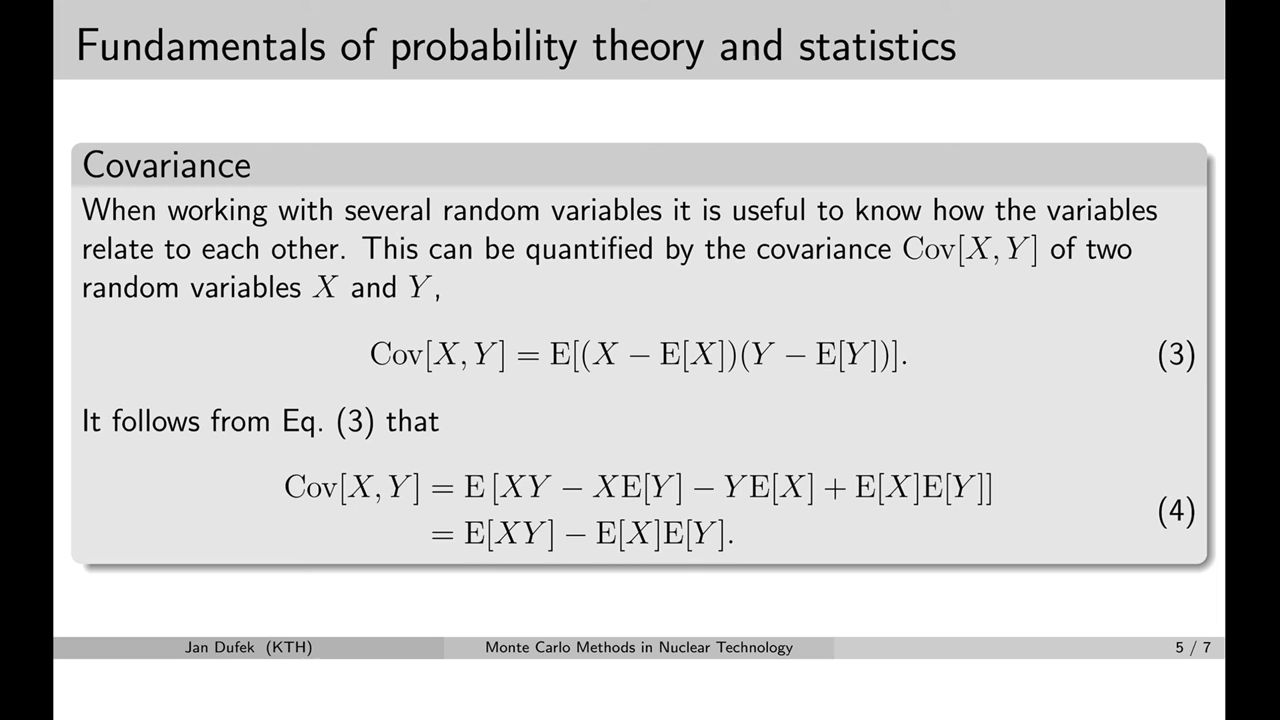 Fundamentals of probability theory and statistics
Covariance
When working with several random variables it is useful to know how the variables
relate to each other. This can be quantified by the covariance Cov[X, Y] of two
random variables X and Y,
Cov[X, Y] = E[(X − E[X])(Y − E[Y])]. (3)
It follows from Eq. (3) that
Cov[X, Y] = E [XY − XE[Y] − YE[X] + E[X]E[Y]]
= E[XY] − E[X]E[Y]. (4)
Jan Dufek (KTH) Monte Carlo Methods in Nuclear Technology 5 / 7